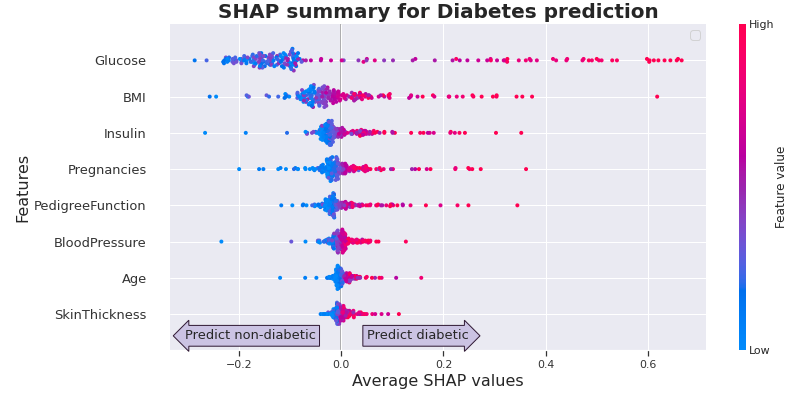 SHAP summary for Diabetes prediction
High
Glucose
BMI
Insulin
Pregnancies
PedigreeFunction
BloodPressure
Age
SkinThickness
Features
Feature value
Predict non-diabetic
Predict diabetic
Low
−0.2
0.0
0.2
0.4
0.6
Average SHAP values